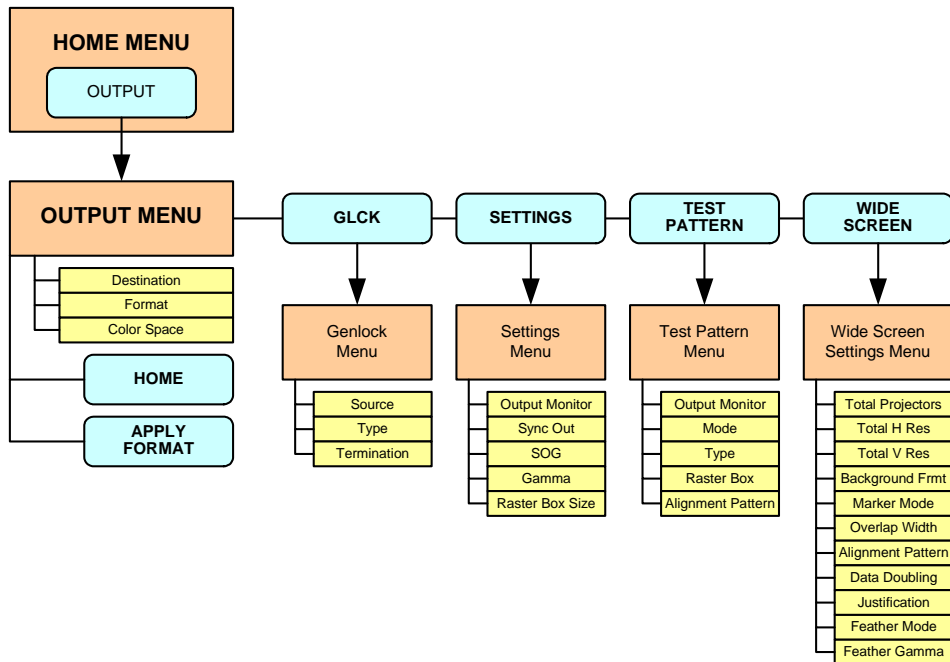 HOME MENU
OUTPUT
OUTPUT MENU
Destination
Format
Color Space
HOME
APPLY
FORMAT
GLCK
Genlock
Menu
Source
Type
Termination
SETTINGS
Settings
Menu
Output Monitor
Sync Out
SOG
Gamma
Raster Box Size
TEST
PATTERN
Test Pattern
Menu
Output Monitor
Mode
Type
Raster Box
Alignment Pattern
WIDE
SCREEN
Wide Screen
Settings Menu
Total Projectors
Total H Res
Total V Res
Background Frmt
Marker Mode
Overlap Width
Alignment Pattern
Data Doubling
Justification
Feather Mode
Feather Gamma